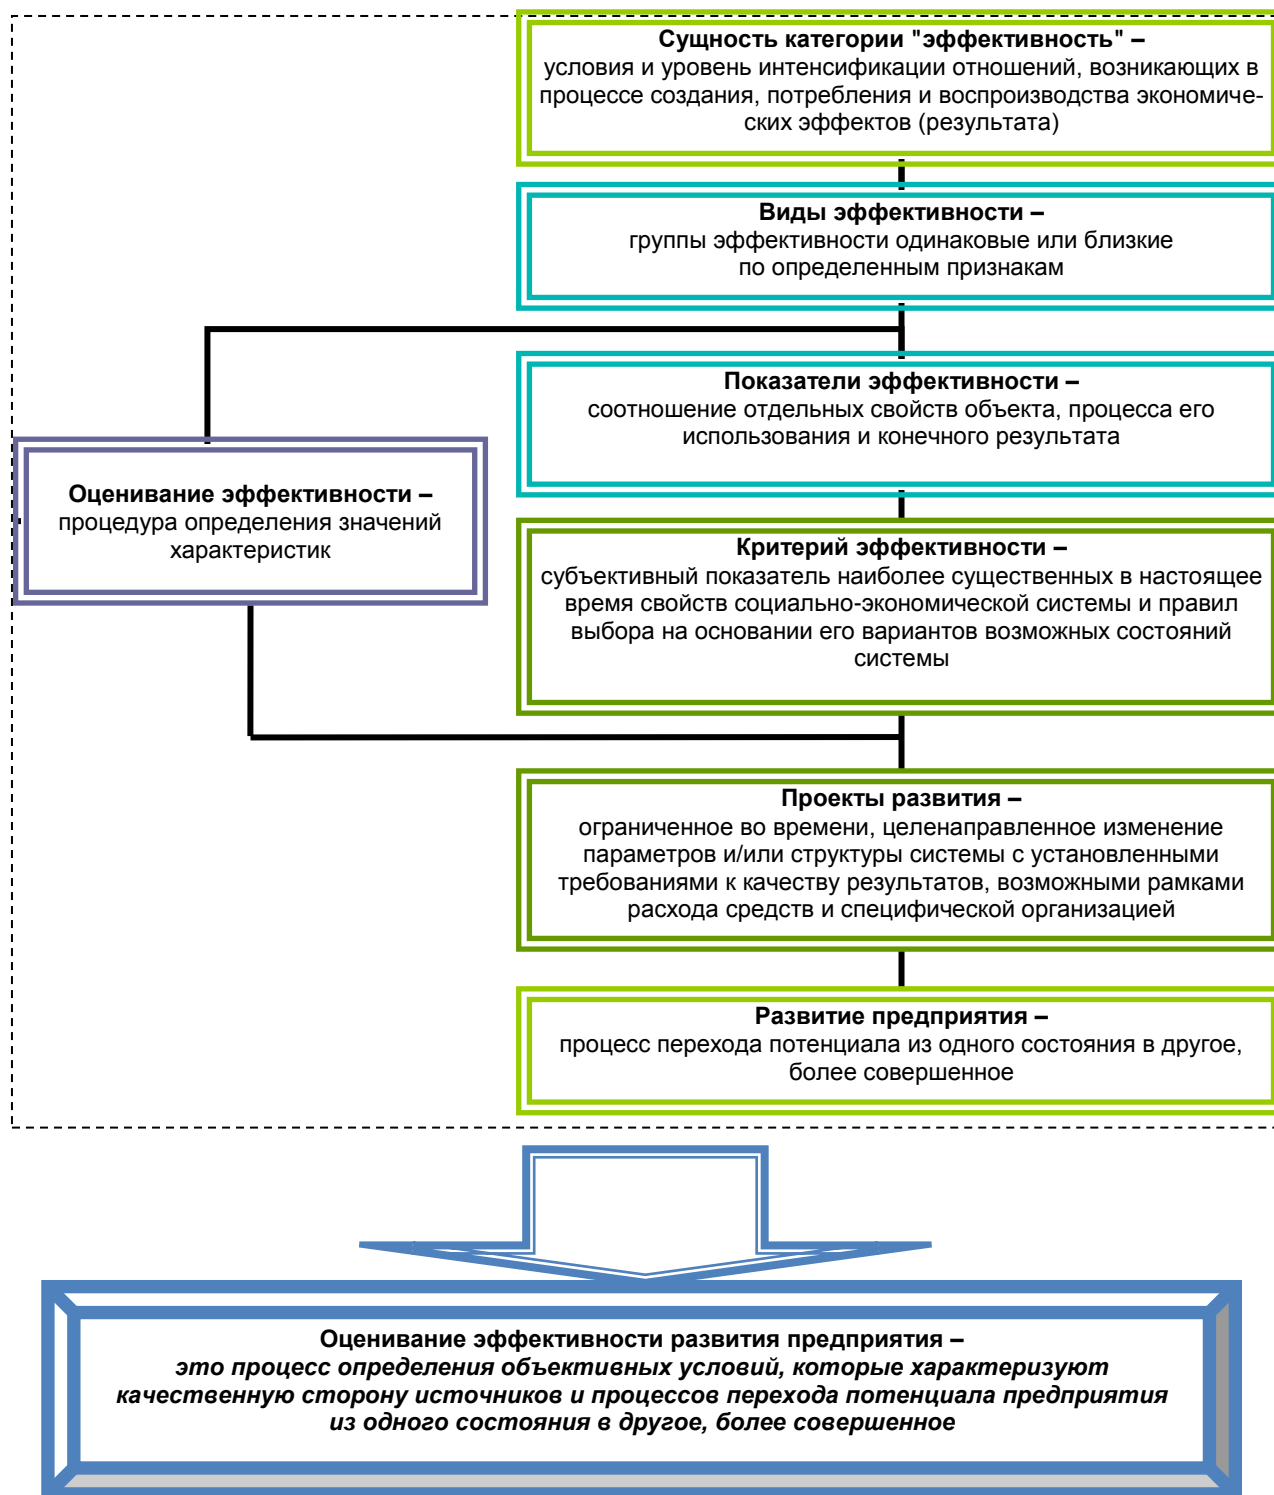 Сущность категории "эффективность" –
условия и уровень интенсификации отношений, возникающих в
процессе создания, потребления и воспроизводства экономиче-
ских эффектов (результата)
Виды эффективности –
группы эффективности одинаковые или близкие
по определенным признакам
Показатели эффективности –
соотношение отдельных свойств объекта, процесса его
использования и конечного результата
Оценивание эффективности –
процедура определения значений
характеристик
Критерий эффективности –
субъективный показатель наиболее существенных в настоящее
время свойств социально-экономической системы и правил
выбора на основании его вариантов возможных состояний
системы
Проекты развития –
ограниченное во времени, целенаправленное изменение
параметров и/или структуры системы с установленными
требованиями к качеству результатов, возможными рамками
расхода средств и специфической организацией
Развитие предприятия –
процесс перехода потенциала из одного состояния в другое,
более совершенное
Оценивание эффективности развития предприятия –
это процесс определения объективных условий, которые характеризуют
качественную сторону источников и процессов перехода потенциала предприятия
из одного состояния в другое, более совершенное